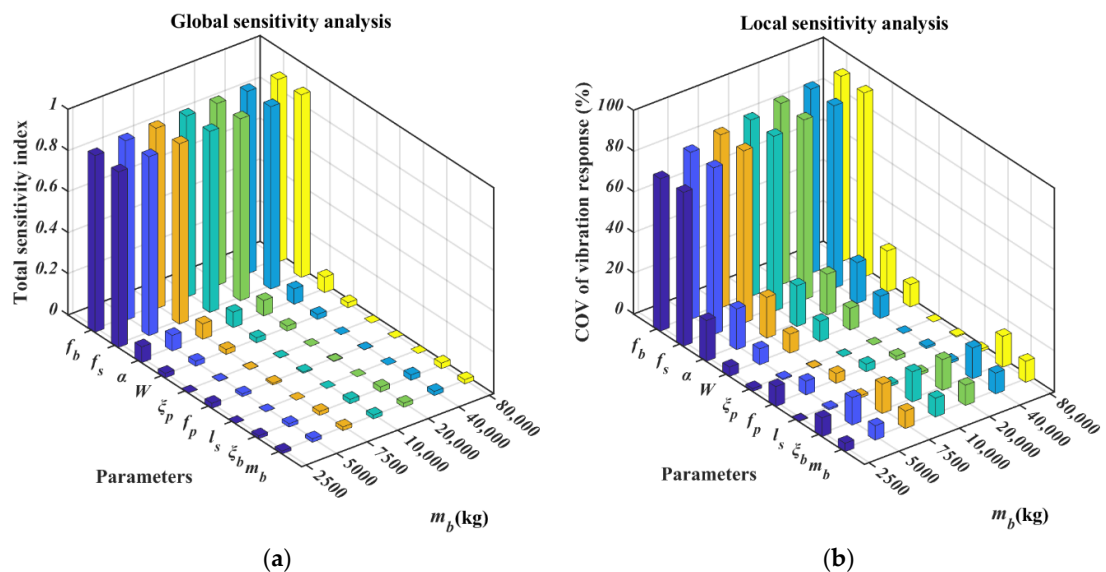 Global sensitivity analysis
Total sensitivity index
1
0.8
0.6
0.4
0.2
0
f_b
f_s
α
W
ξ_p
f_p
l_s
ξ_b
m_b
Parameters
2500
5000
7500
10,000
20,000
40,000
80,000
m_b(kg)
(a)
Local sensitivity analysis
COV of vibration response (%)
100
80
60
40
20
0
f_b
f_s
α
W
ξ_p
f_p
l_s
ξ_b
m_b
Parameters
2500
5000
7500
10,000
20,000
40,000
80,000
m_b(kg)
(b)